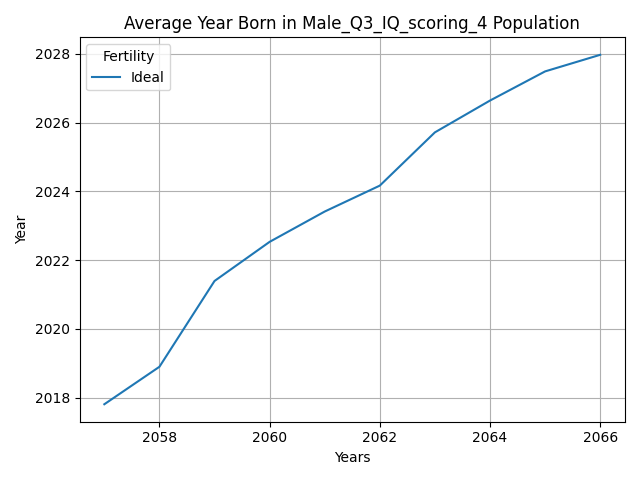 Average Year Born in Male_Q3_IQ_scoring_4 Population
Fertility
Ideal
2028
2026
2024
2022
2020
2018
Year
2058 2060 2062 2064 2066
Years